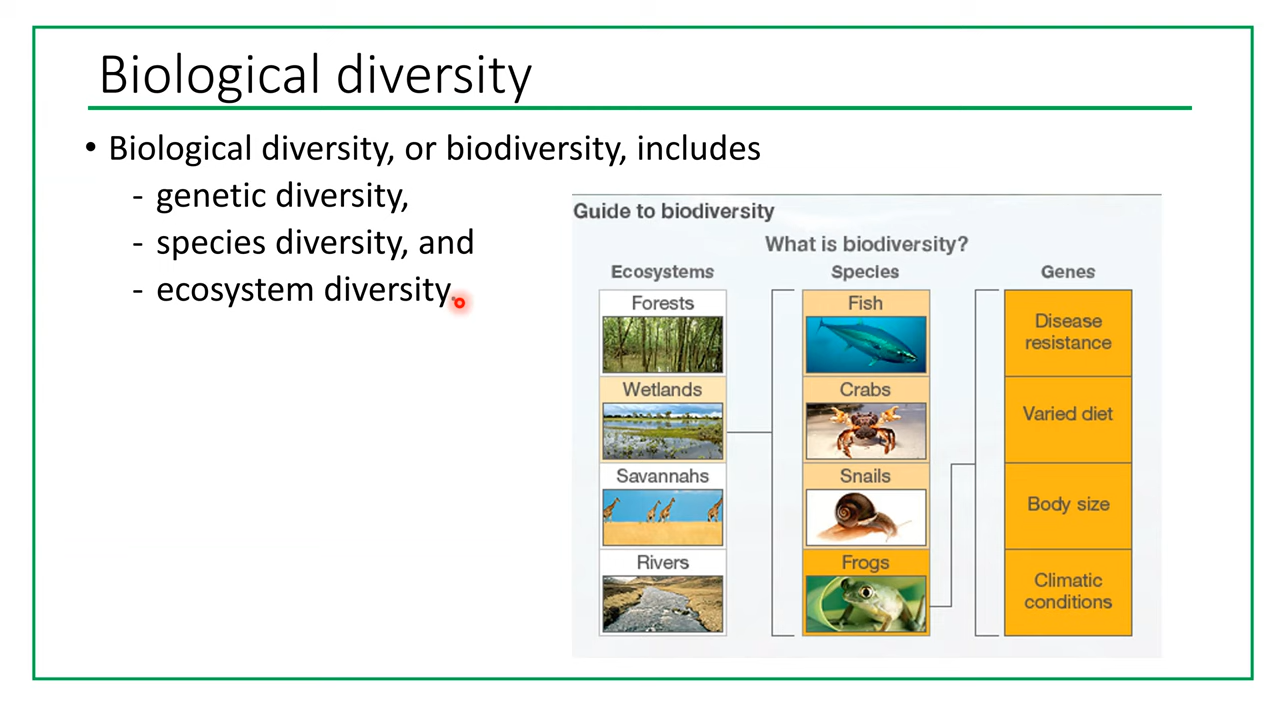 Biological diversity
• Biological diversity, or biodiversity, includes
- genetic diversity,
- species diversity, and
- ecosystem diversity.
Guide to biodiversity
What is biodiversity?
Ecosystems
Forests
Wetlands
Savannahs
Rivers
Species
Fish
Crabs
Snails
Frogs
Genes
Disease
resistance
Varied diet
Body size
Climatic
conditions